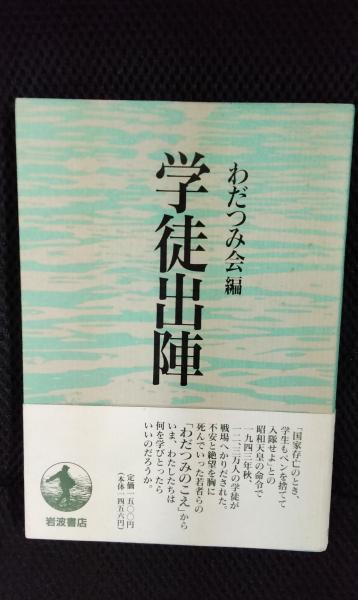 わだつみ会編
学徒出陣
「国家存亡のとき、
学生もペンを捨てて
入隊せよ」との
昭和天皇の命令で
一九四三年秋、
一二、三万人の学徒が
戦場へかりだされた。
不安と絶望を胸に
死んでいった若者らの
「わだつみのこえ」から
いま、わたしたちは
何を学びとったら
いいのだろうか。
定価一五〇〇円
(本体一四五六円)
岩波書店